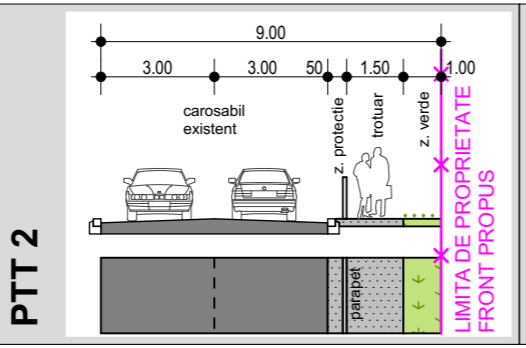 PTT 2
9.00
3.00 3.00 50 1.50 1.00
carosabil
existent
z. protectie
trotuar
z. verde
parapet
LIMITA DE PROPRIETATE
FRONT PROPUS